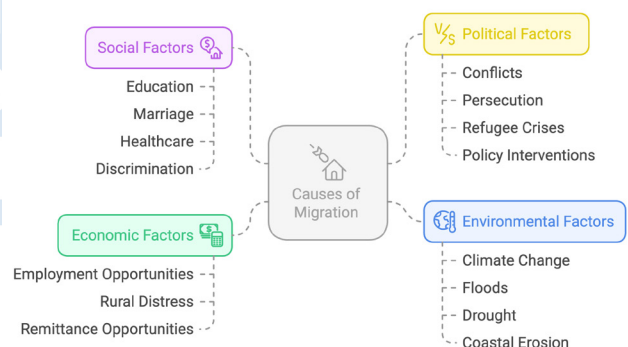 Social Factors
Education
Marriage
Healthcare
Discrimination
Economic Factors
Employment Opportunities
Rural Distress
Remittance Opportunities
Causes of
Migration
V/S Political Factors
Conflicts
Persecution
Refugee Crises
Policy Interventions
Environmental Factors
Climate Change
Floods
Drought
Coastal Erosion